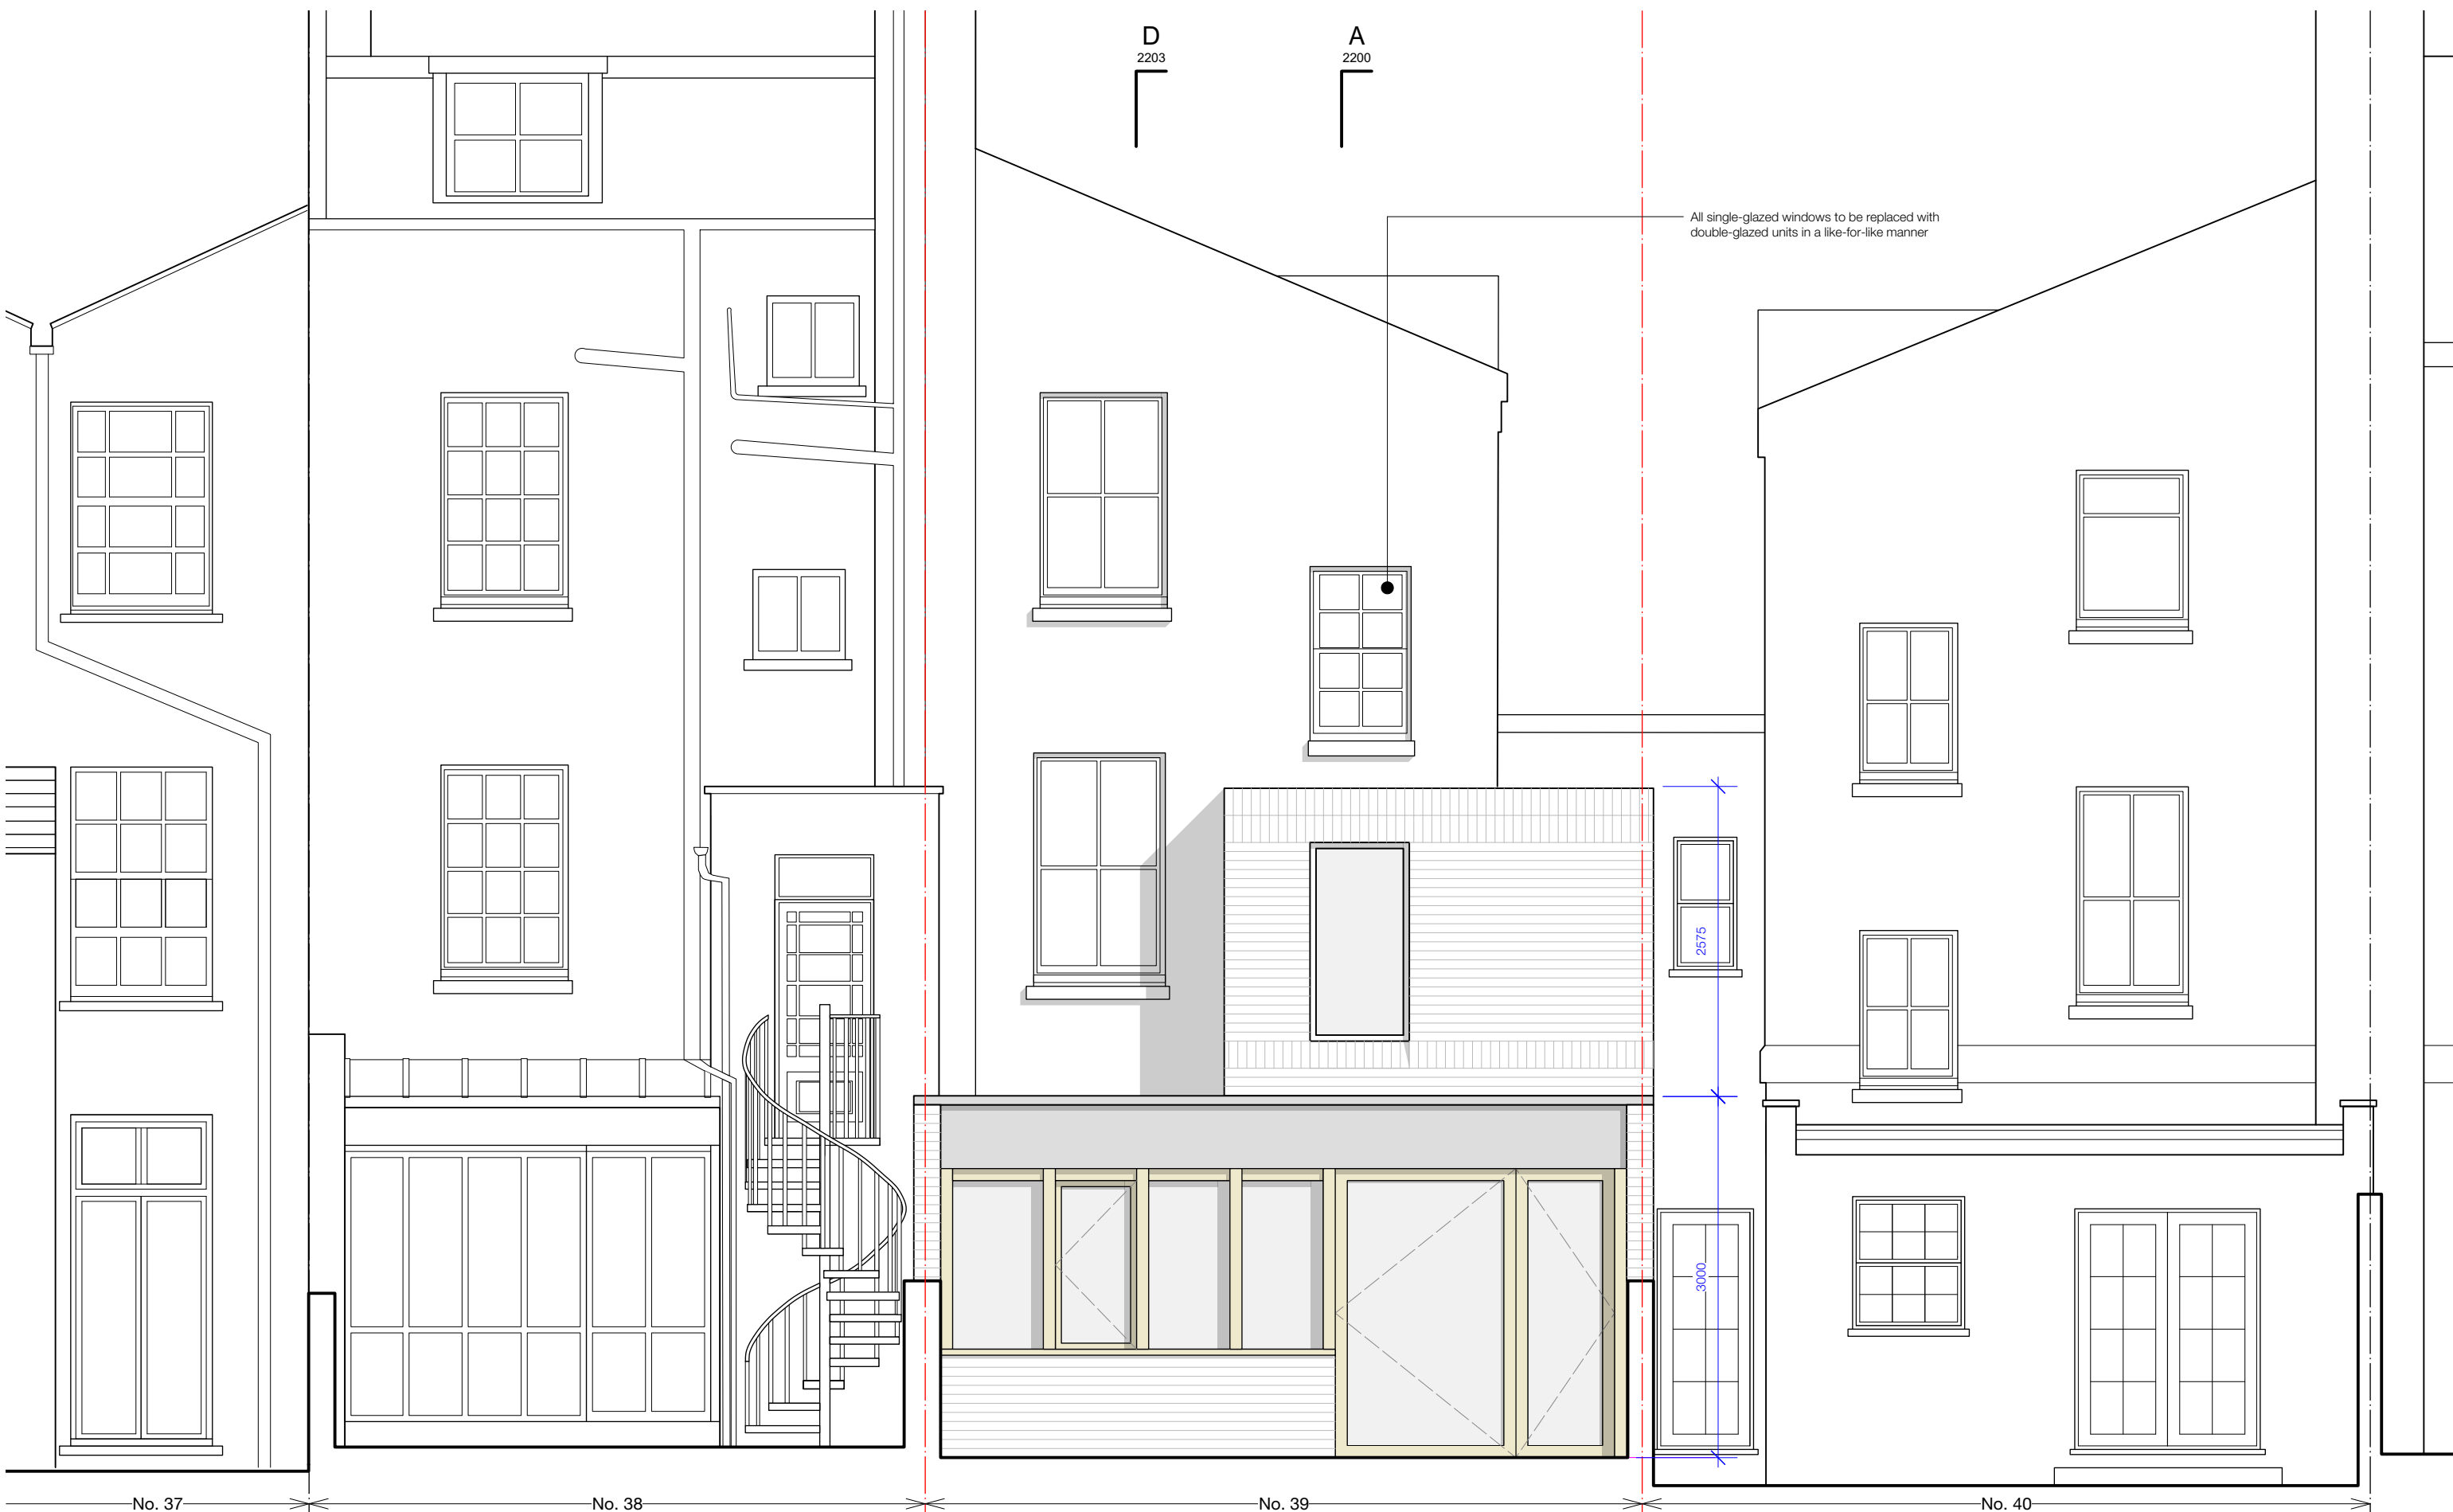 D
2203
A
2200
All single-glazed windows to be replaced with
double-glazed units in a like-for-like manner
2575
3000
No. 37
No. 38
No. 39
No. 40